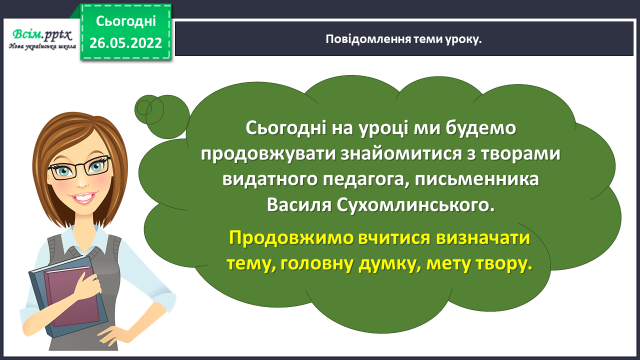 Всім.pptx
Нова українська школа
Сьогодні
26.05.2022
Повідомлення теми уроку.
Сьогодні на уроці ми будемо
продовжувати знайомитися з творами
видатного педагога, письменника
Василя Сухомлинського.
Продовжимо вчитися визначати
тему, головну думку, мету твору.